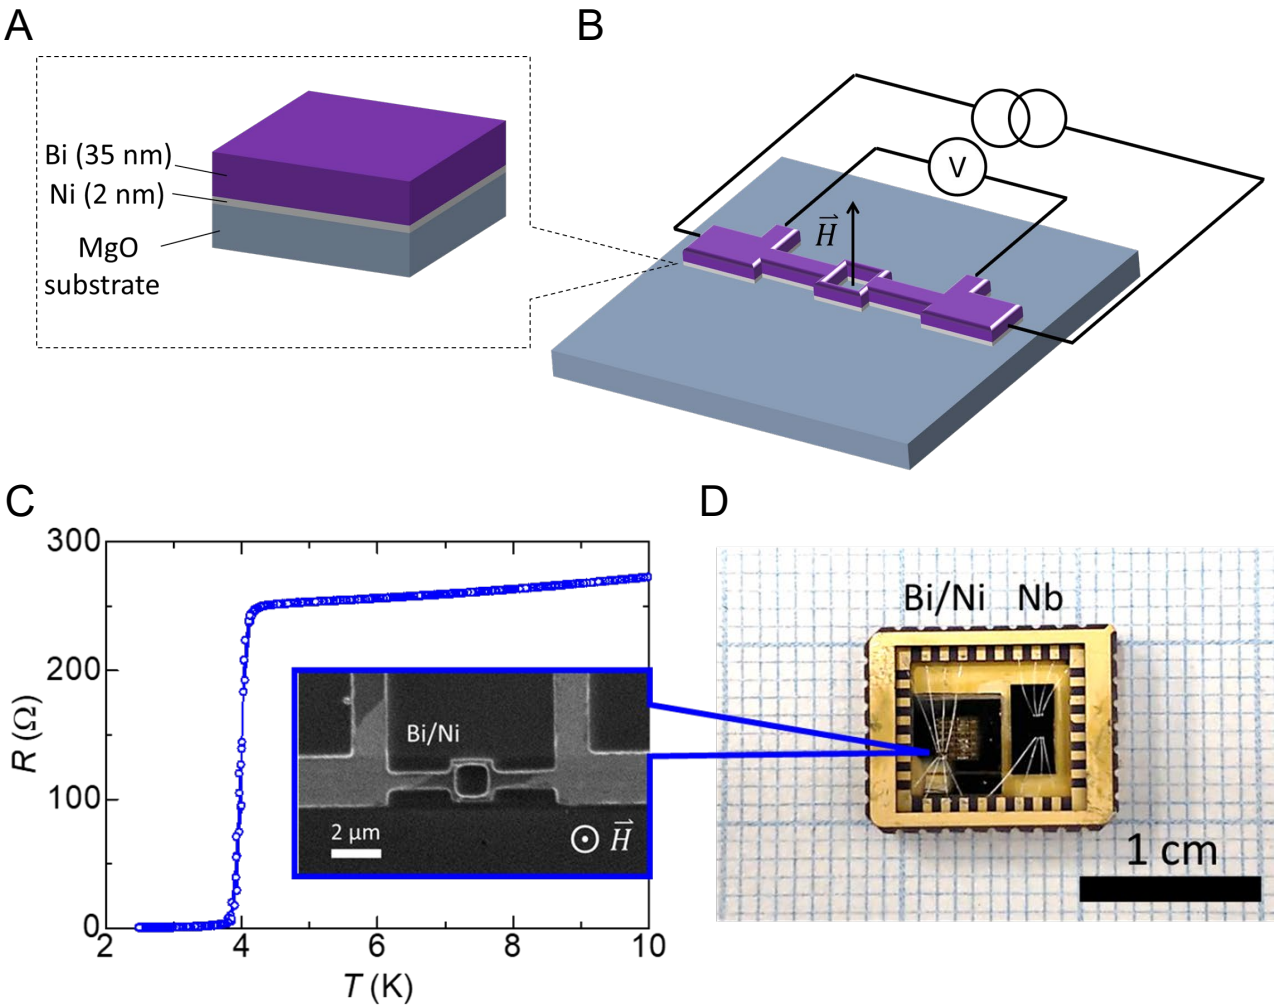 A
B
Bi (35 nm)
Ni (2 nm)
MgO
substrate
V
H⃗
C
D
300
200
100
0
R (Ω)
2
4
6
8
10
T (K)
Bi/Ni
2 μm
⊙ H⃗
Bi/Ni Nb
1 cm